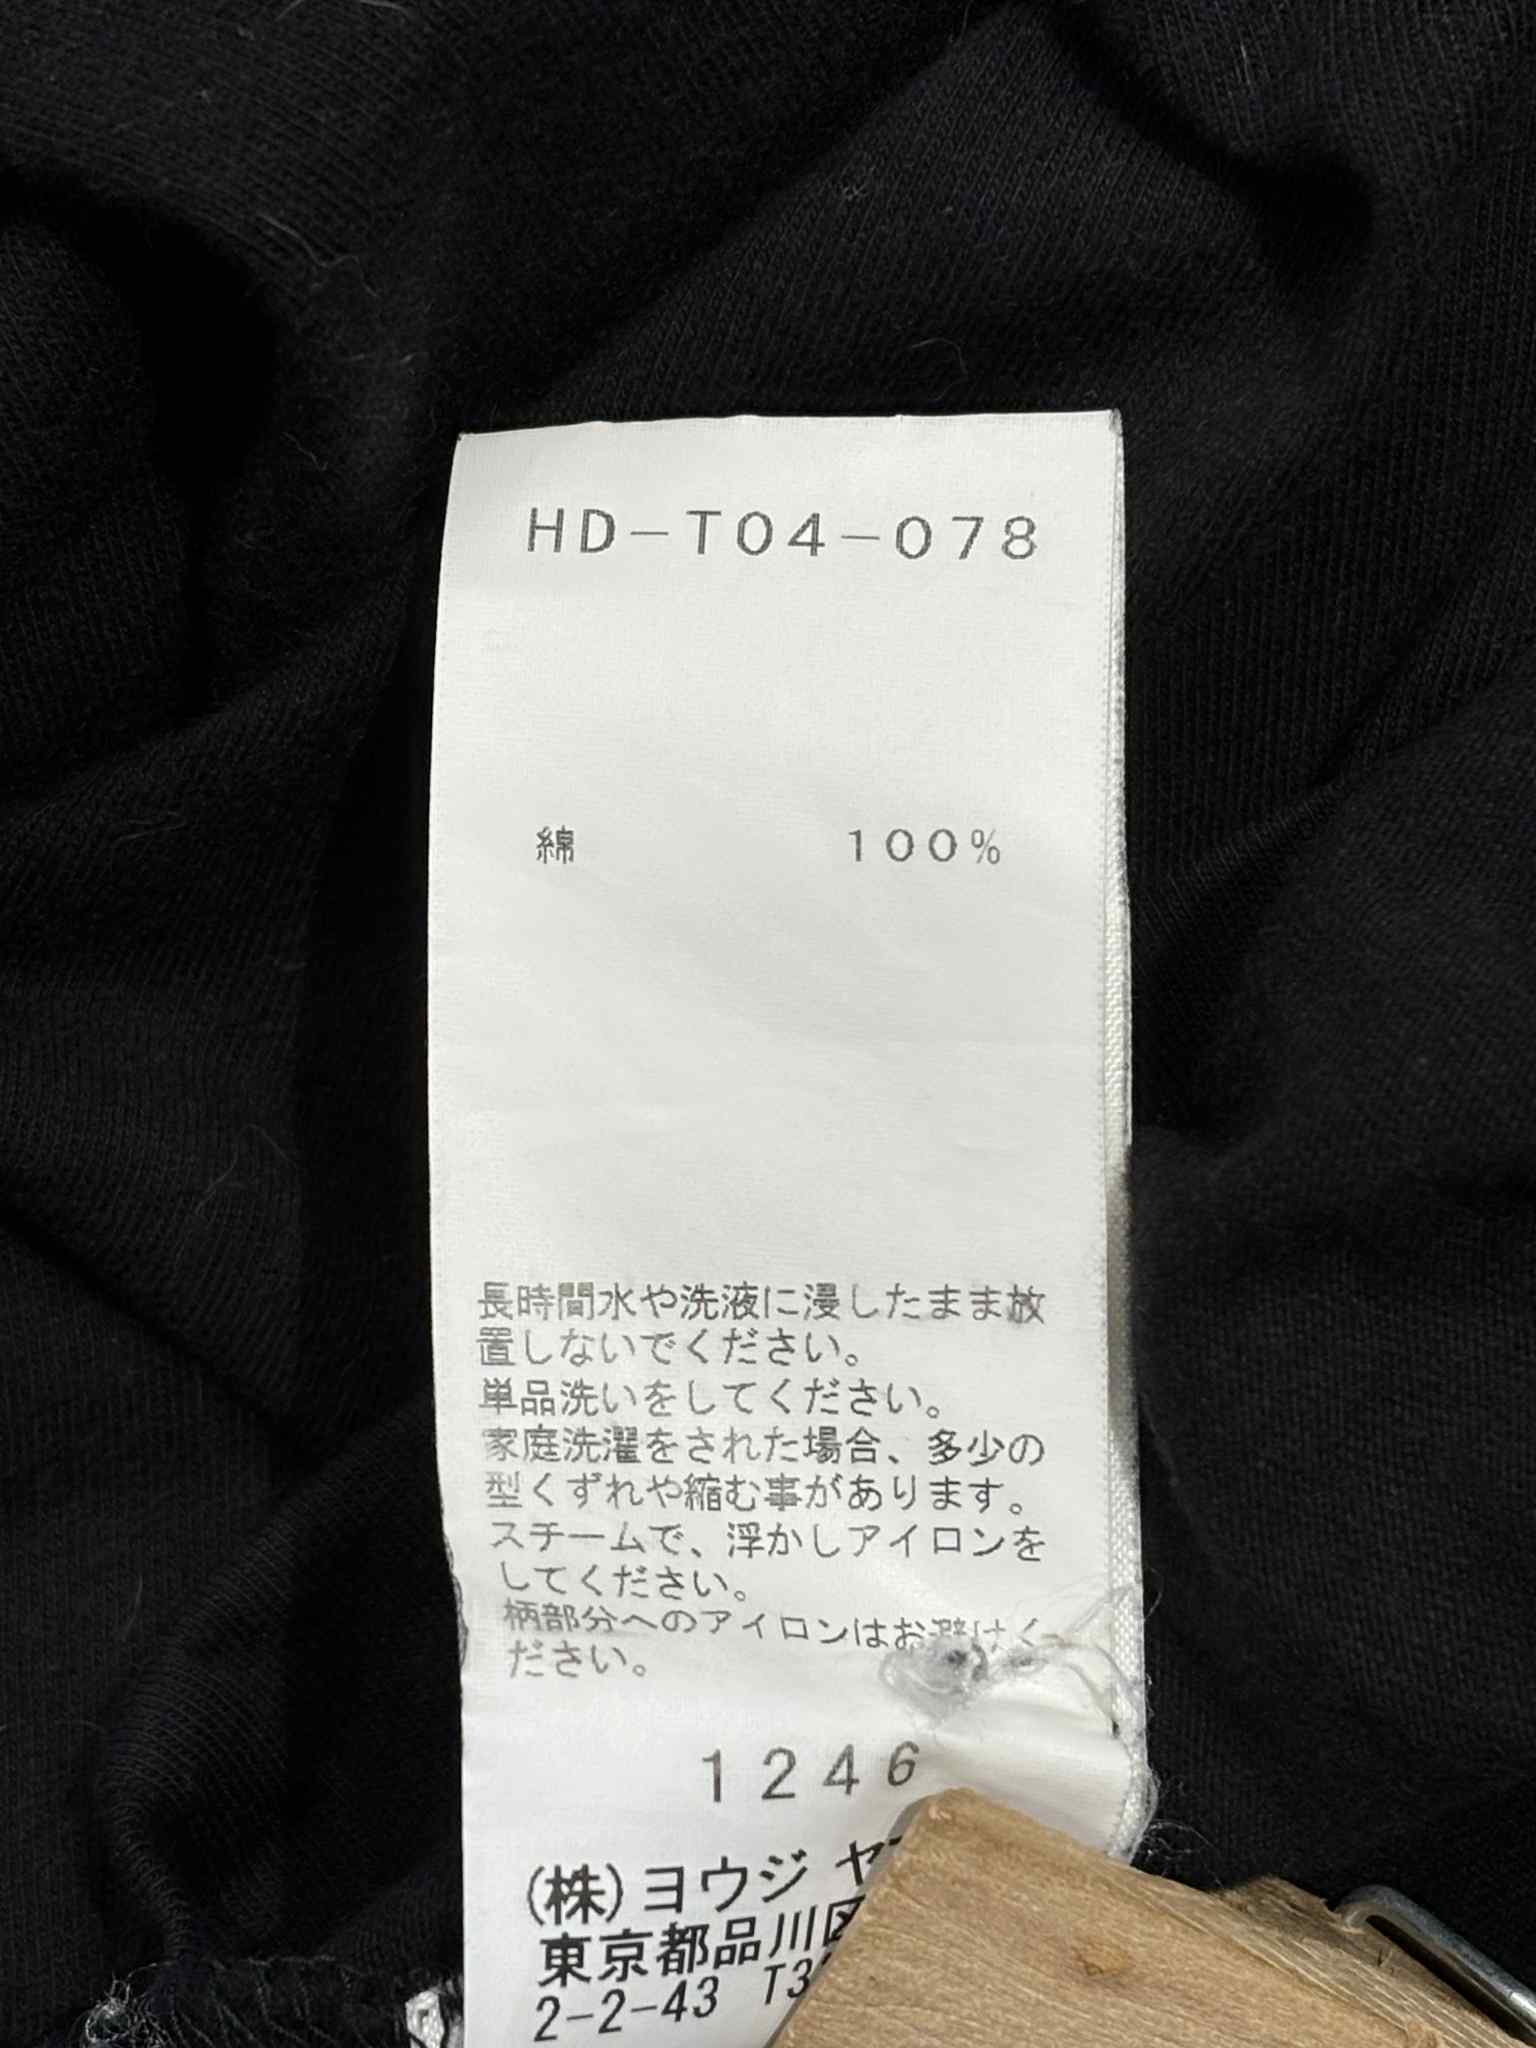 HD-T04-078
綿 100%
長時間水や洗液に浸したまま放
置しないでください。
単品洗いをしてください。
家庭洗濯をされた場合、多少の
型くずれや縮む事があります。
スチームで、浮かしアイロンを
してください。
柄部分へのアイロンはお避けく
ださい。
1246
(株)ヨウジ ヤマ
東京都品川区
2-2-43 T3